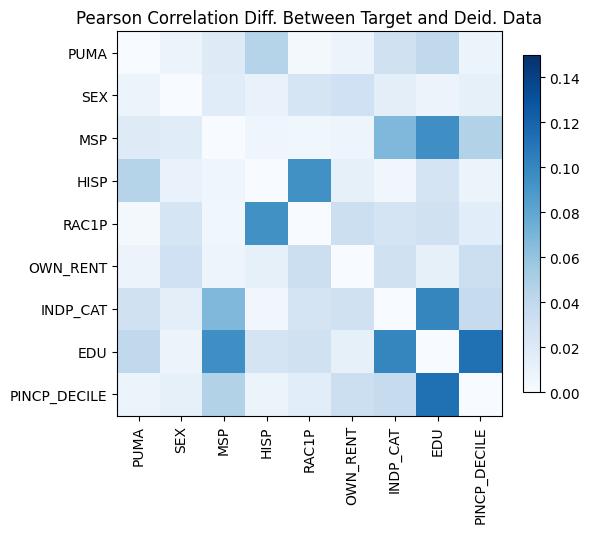 Pearson Correlation Diff. Between Target and Deid. Data
PUMA
SEX
MSP
HISP
RAC1P
OWN_RENT
INDP_CAT
EDU
PINCP_DECILE
PUMA
SEX
MSP
HISP
RAC1P
OWN_RENT
INDP_CAT
EDU
PINCP_DECILE
0.14
0.12
0.10
0.08
0.06
0.04
0.02
0.00